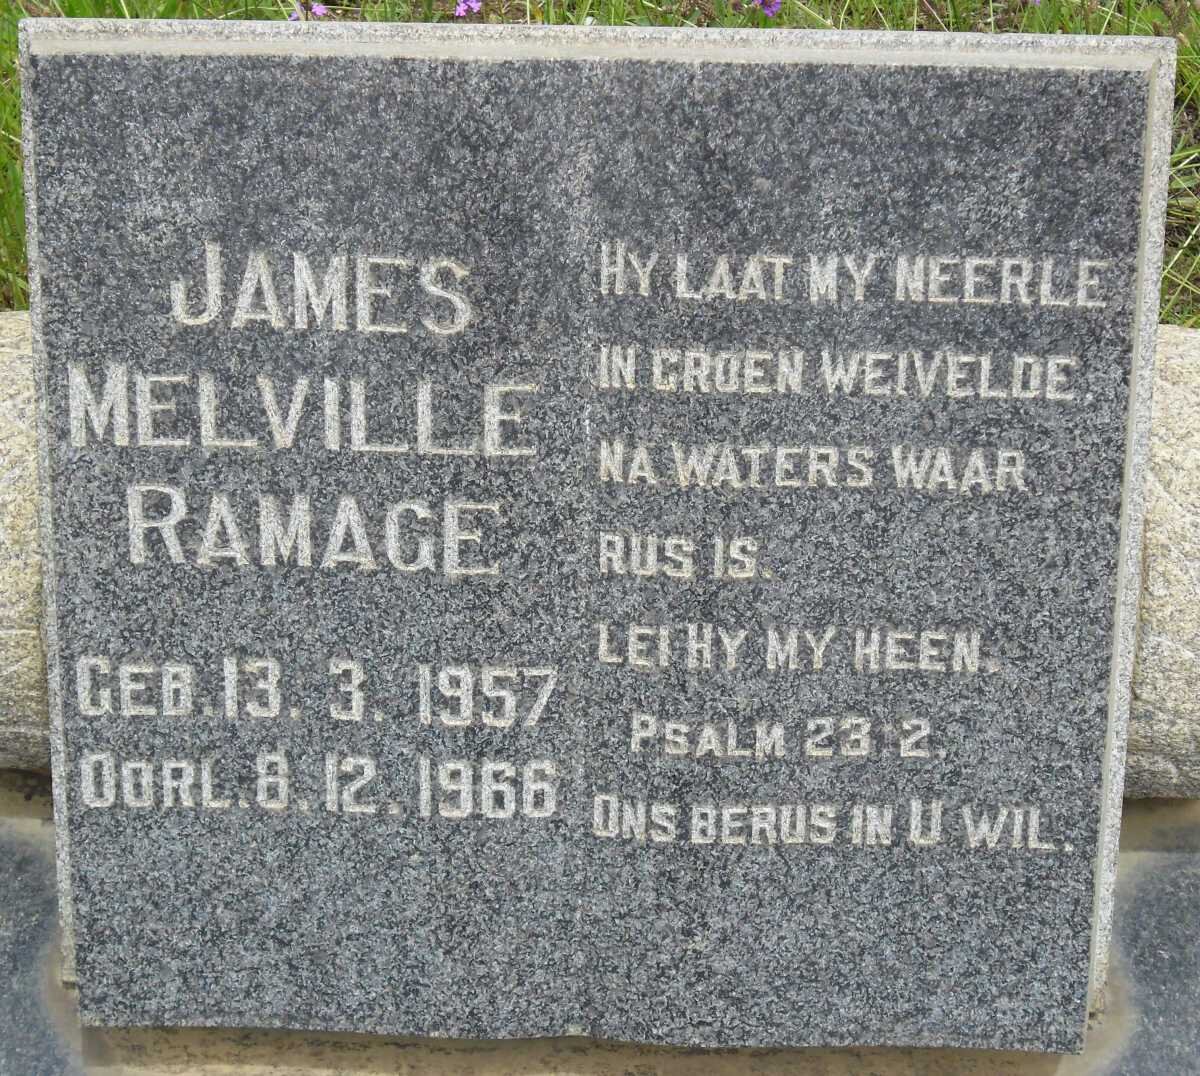 JAMES
MELVILLE
RAMAGE
GEB. 13. 3. 1957
OORL. 8. 12. 1966
HY LAAT MY NEERLE
IN GROEN WEIVELDE.
NA WATERS WAAR
RUS IS.
LEI HY MY HEEN.
PSALM 23 : 2.
ONS BERUS IN U WIL.